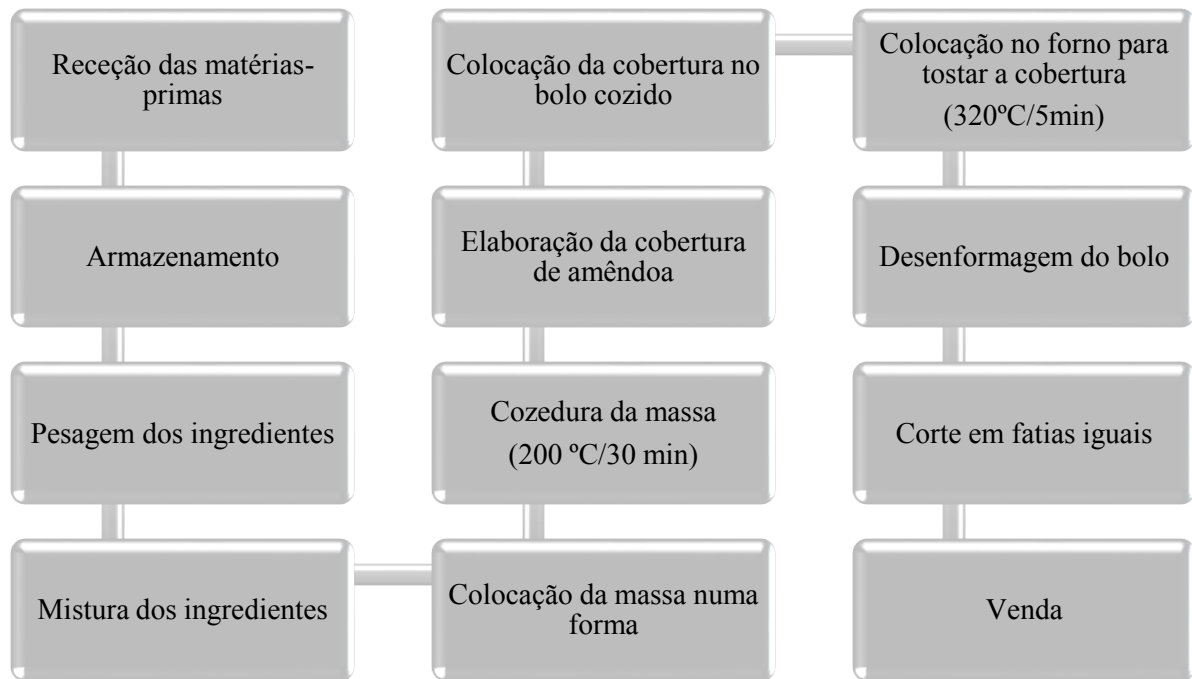 Receção das matérias-
primas
Armazenamento
Pesagem dos ingredientes
Mistura dos ingredientes
Colocação da massa numa
forma
Cozedura da massa
(200 ºC/30 min)
Elaboração da cobertura
de amêndoa
Colocação da cobertura no
bolo cozido
Colocação no forno para
tostar a cobertura
(320ºC/5min)
Desenformagem do bolo
Corte em fatias iguais
Venda